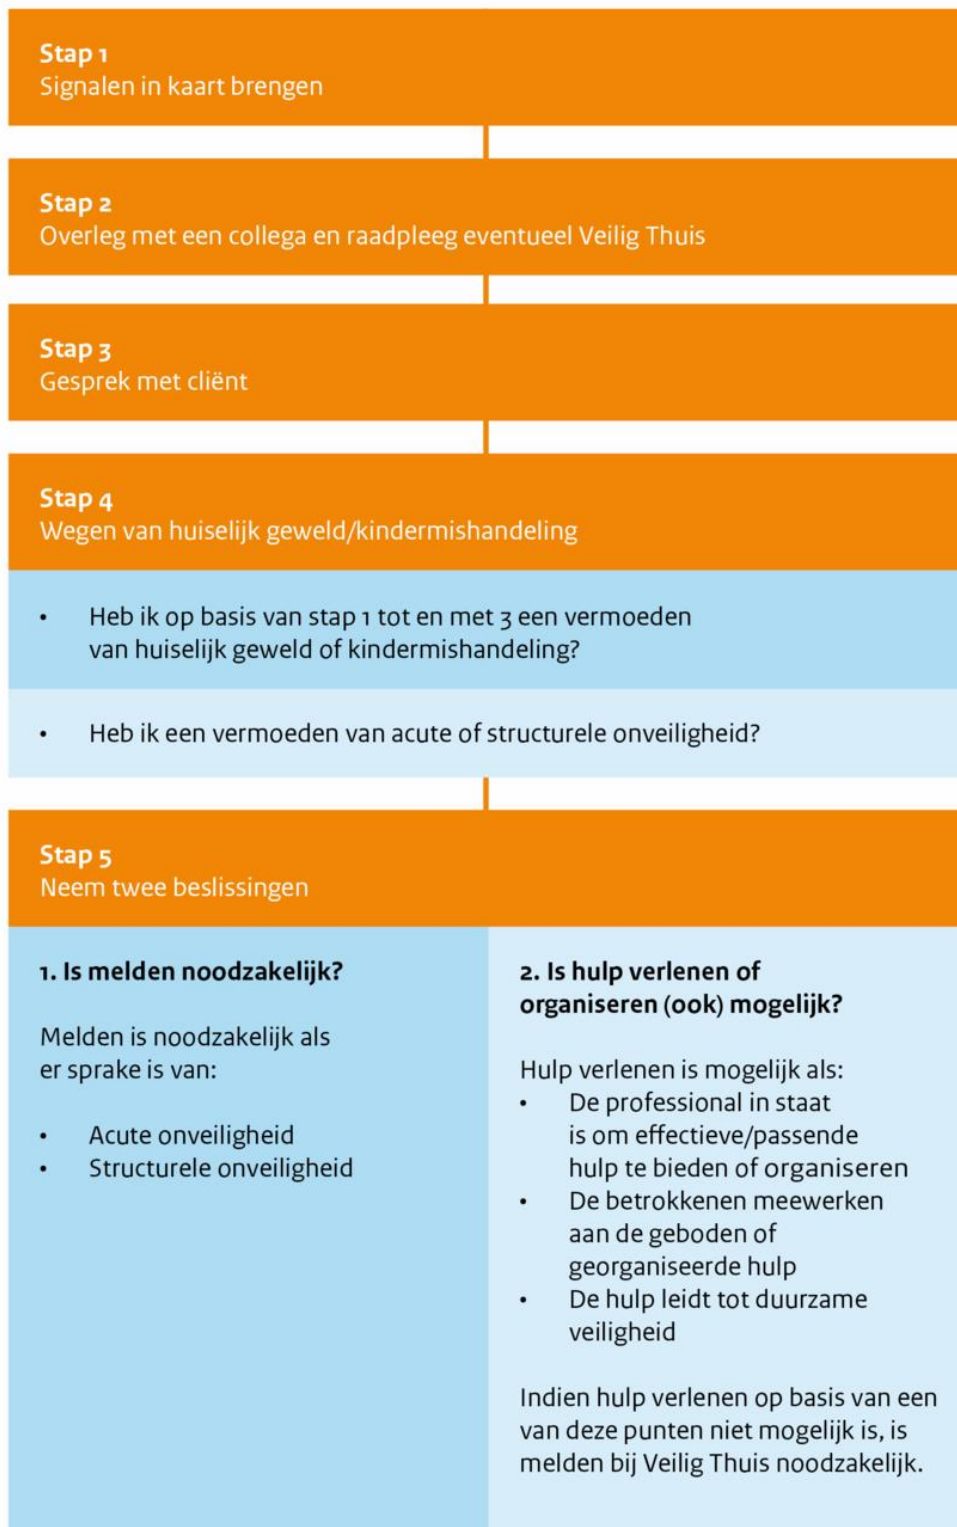 Stap 1
Signalen in kaart brengen
Stap 2
Overleg met een collega en raadpleeg eventueel Veilig Thuis
Stap 3
Gesprek met cliënt
Stap 4
Wegen van huiselijk geweld/kindermishandeling
• Heb ik op basis van stap 1 tot en met 3 een vermoeden
van huiselijk geweld of kindermishandeling?
• Heb ik een vermoeden van acute of structurele onveiligheid?
Stap 5
Neem twee beslissingen
1. Is melden noodzakelijk?
Melden is noodzakelijk als
er sprake is van:
• Acute onveiligheid
• Structurele onveiligheid
2. Is hulp verlenen of
organiseren (ook) mogelijk?
Hulp verlenen is mogelijk als:
• De professional in staat
is om effectieve/passende
hulp te bieden of organiseren
• De betrokkenen meewerken
aan de geboden of
georganiseerde hulp
• De hulp leidt tot duurzame
veiligheid
Indien hulp verlenen op basis van een
van deze punten niet mogelijk is, is
melden bij Veilig Thuis noodzakelijk.